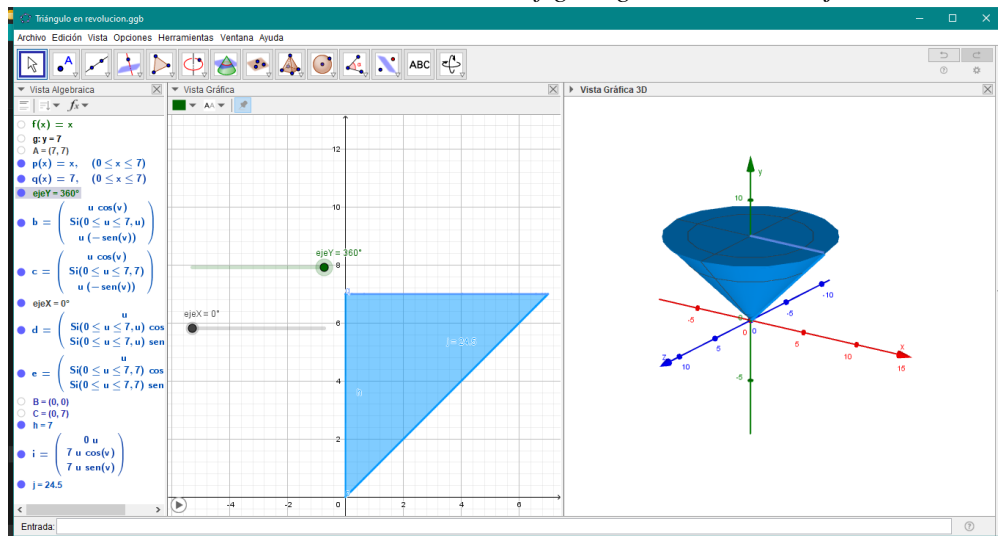 Triángulo en revolucion.ggb
Archivo Edición Vista Opciones Herramientas Ventana Ayuda
ABC
Vista Algebraica
Vista Gráfica
Vista Gráfica 3D
fx
AA
f(x) = x
g: y = 7
A = (7, 7)
p(x) = x, (0 ≤ x ≤ 7)
q(x) = 7, (0 ≤ x ≤ 7)
ejeY = 360°
b = ( u cos(v)
Si(0 ≤ u ≤ 7, u)
u (−sen(v)) )
c = ( u cos(v)
Si(0 ≤ u ≤ 7, 7)
u (−sen(v)) )
ejeX = 0°
d = ( u
Si(0 ≤ u ≤ 7, u) cos
Si(0 ≤ u ≤ 7, u) sen
e = ( u
Si(0 ≤ u ≤ 7, 7) cos
Si(0 ≤ u ≤ 7, 7) sen
B = (0, 0)
C = (0, 7)
h = 7
i = ( 0 u
7 u cos(v)
7 u sen(v) )
j = 24.5
12
10
ejeY = 360°
8
ejeX = 0°
6
j = 24.5
4
2
-4 -2 0 2 4 6
y
10
-10
-5
-5
0
0
5
5
x
z
10
10
15
-5
Entrada: